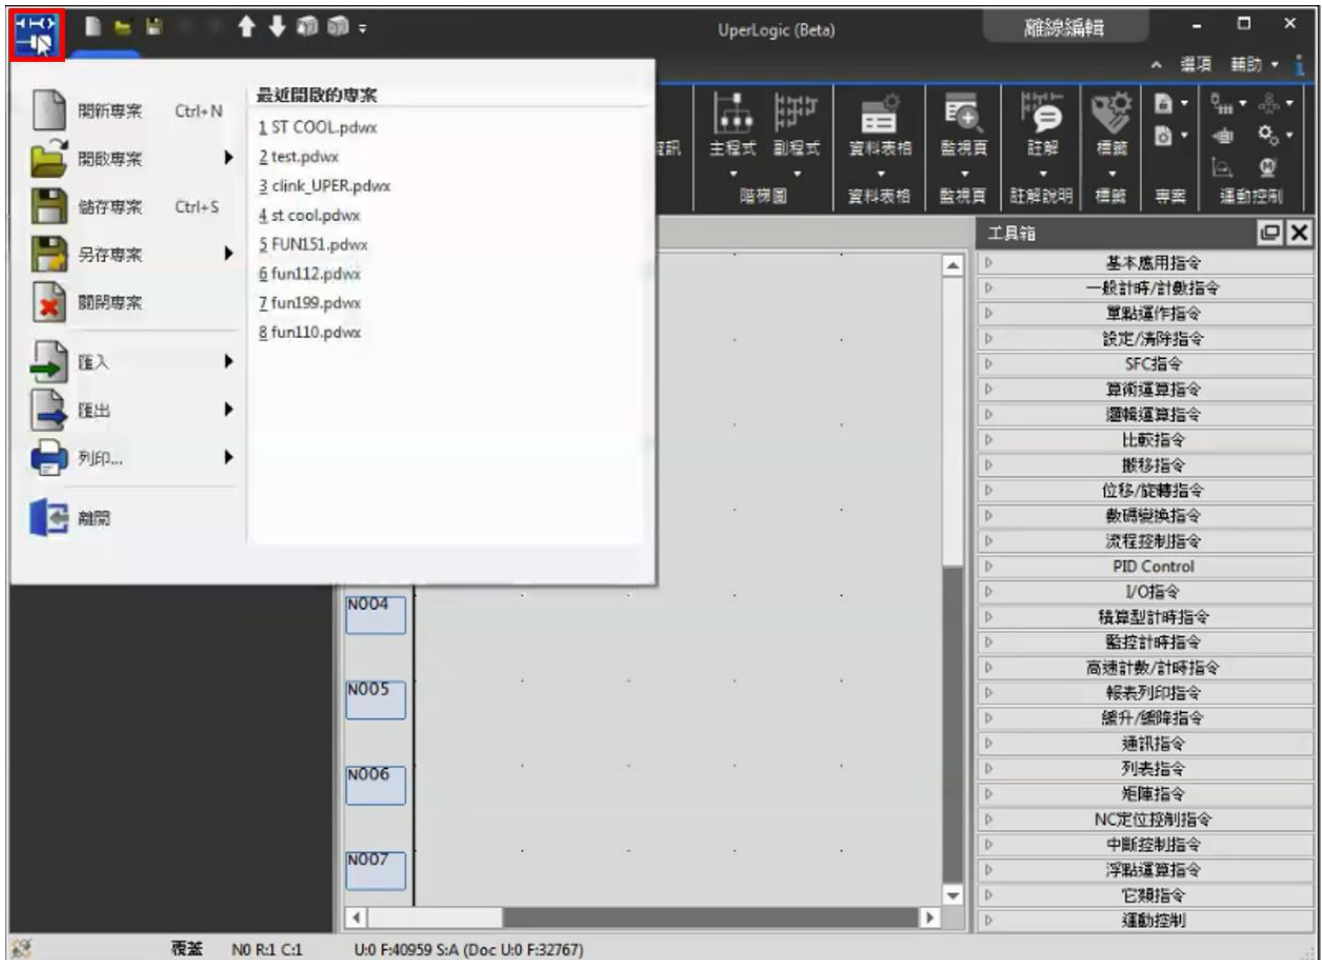 UperLogic (Beta)
離線編輯
選項 輔助
最近開啟的專案
開新專案 Ctrl+N
開啟專案
儲存專案 Ctrl+S
另存專案
關閉專案
匯入
匯出
列印...
離開
1 ST COOL.pdwx
2 test.pdwx
3 clink_UPER.pdwx
4 st cool.pdwx
5 FUN151.pdwx
6 fun112.pdwx
7 fun199.pdwx
8 fun110.pdwx
主程式 副程式 資料表格 監視頁 註解 標籤
階梯圖 資料表格 監視頁 註解說明 標籤 專案 運動控制
工具箱
基本應用指令
一般計時/計數指令
單點運作指令
設定/清除指令
SFC指令
算術運算指令
邏輯運算指令
比較指令
搬移指令
位移/旋轉指令
數碼變換指令
流程控制指令
PID Control
I/O指令
積算型計時指令
監控計時指令
高速計數/計時指令
報表列印指令
緩升/緩降指令
通訊指令
列表指令
矩陣指令
NC定位控制指令
中斷控制指令
浮點運算指令
它類指令
運動控制
N004
N005
N006
N007
覆蓋 N0 R:1 C:1 U:0 F:40959 S:A (Doc U:0 F:32767)